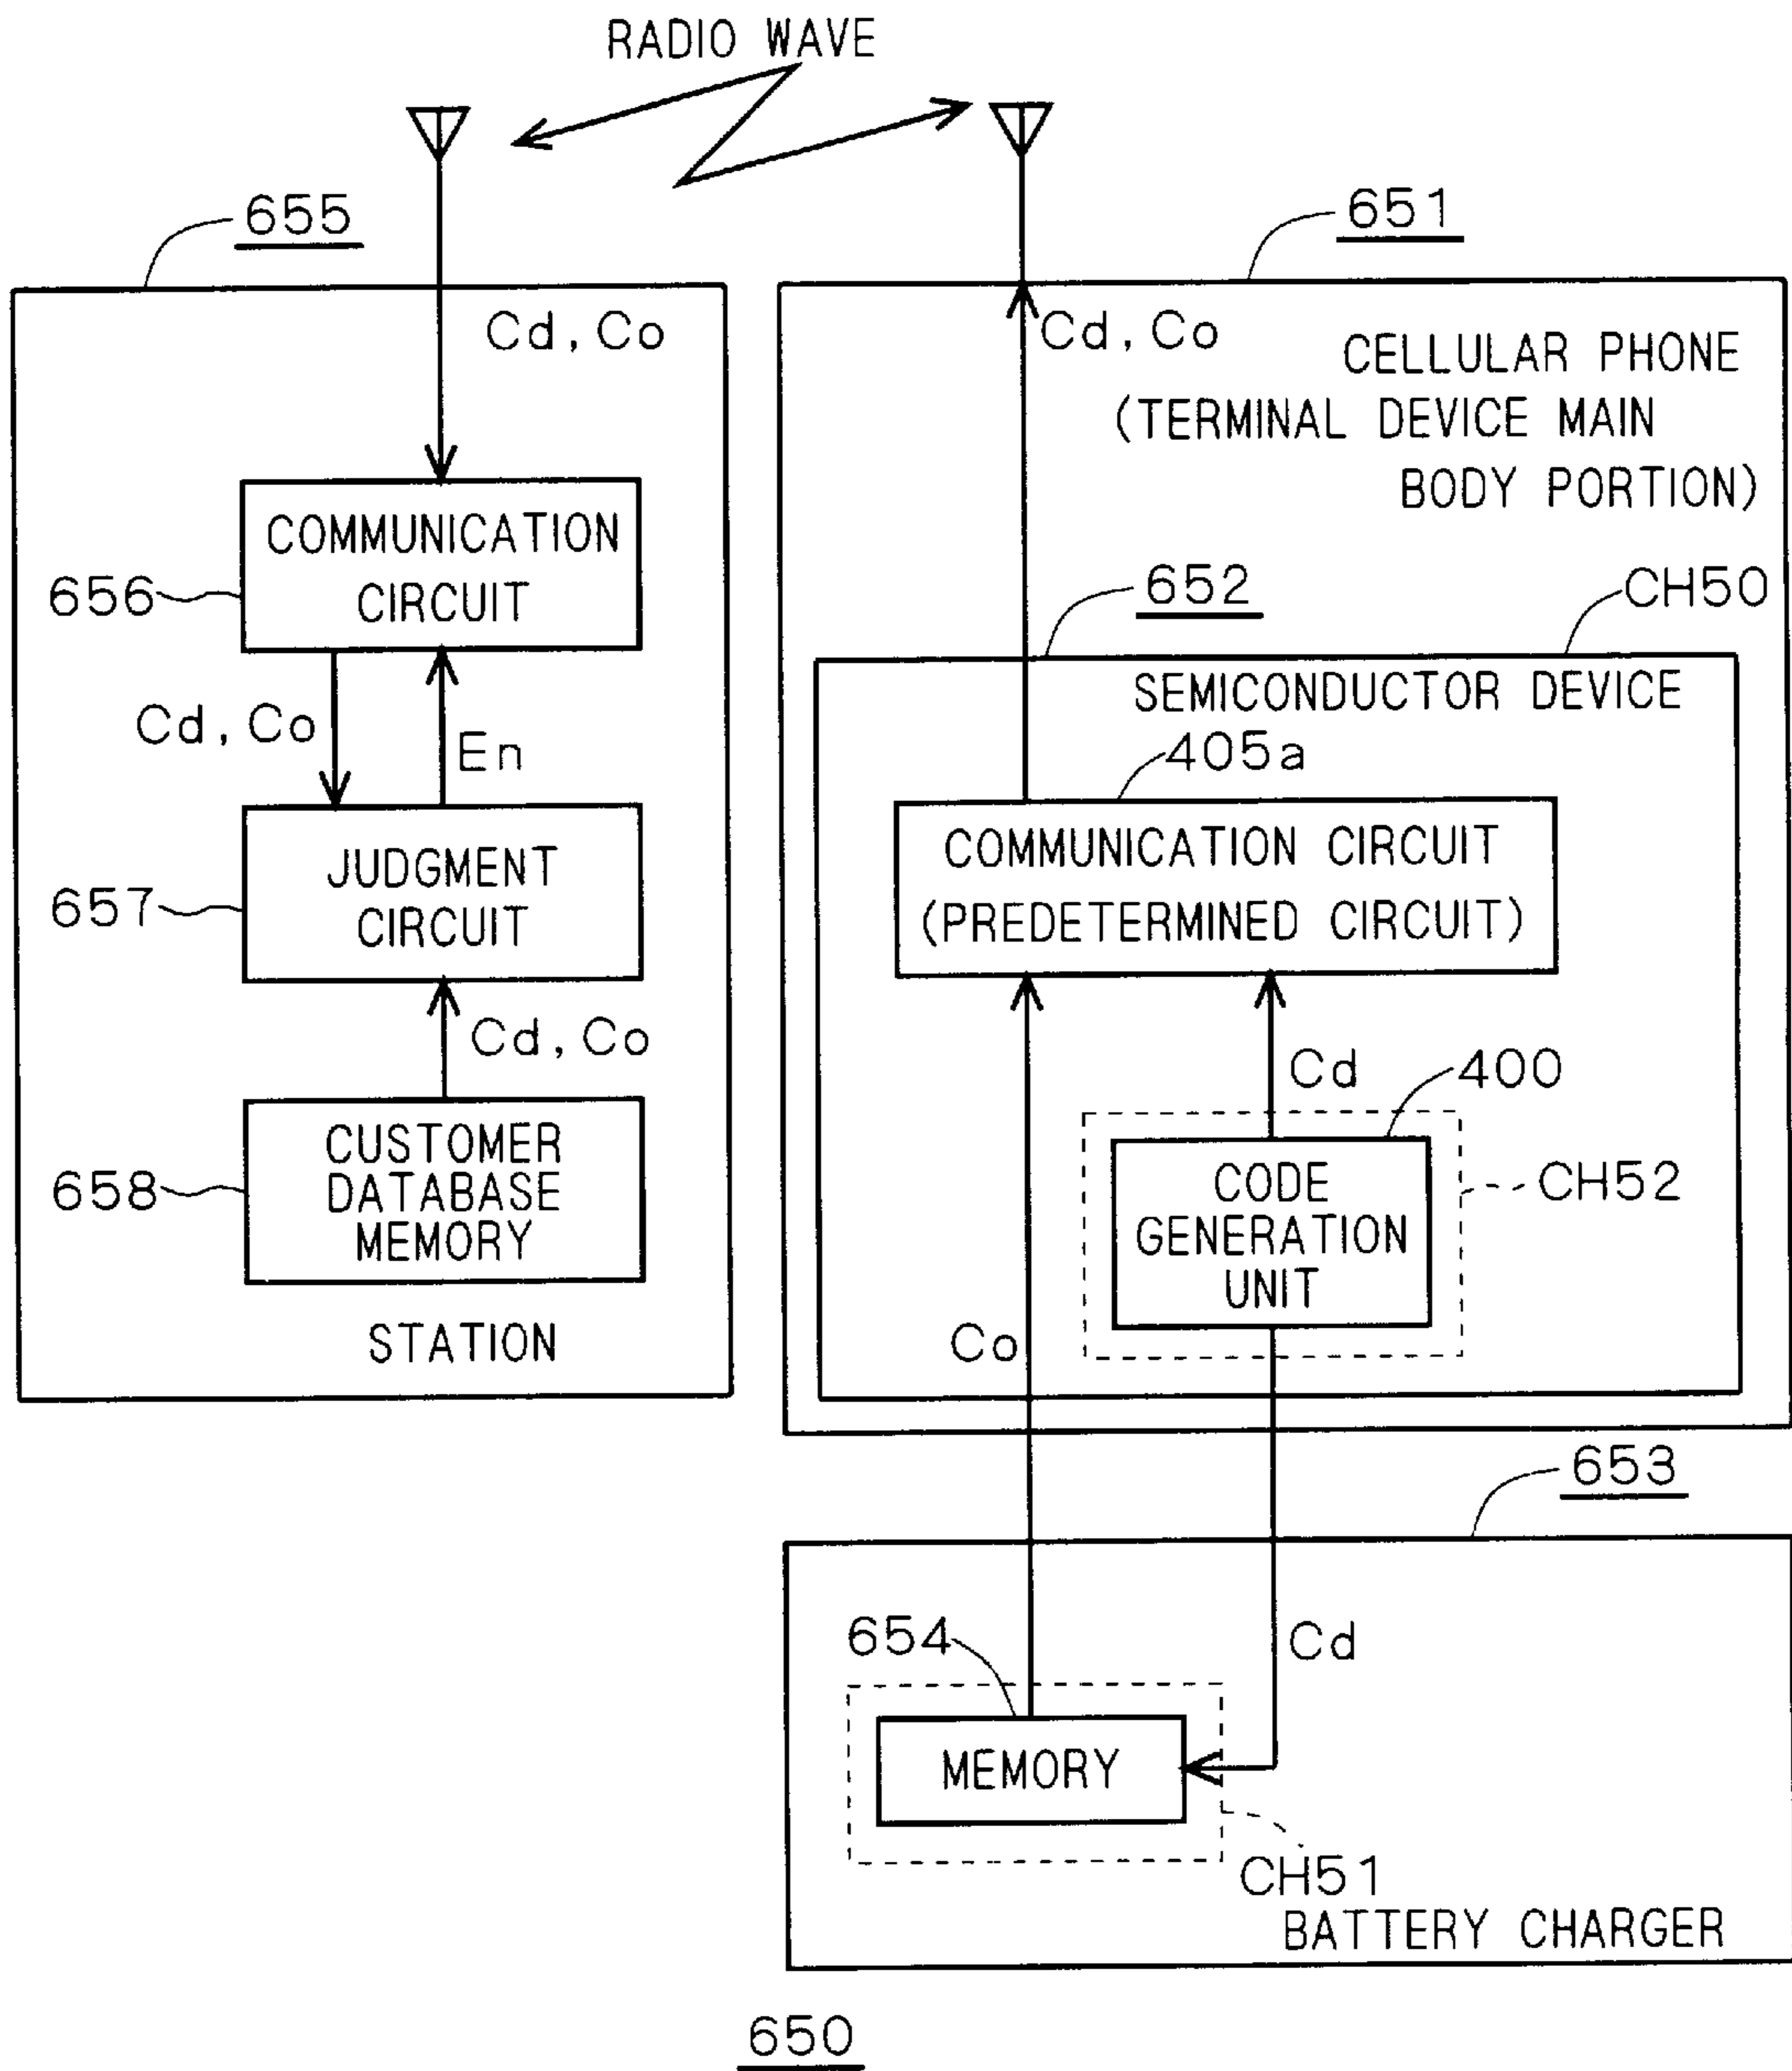 RADIO WAVE
655
651
Cd, Co
Cd, Co
CELLULAR PHONE
(TERMINAL DEVICE MAIN
BODY PORTION)
COMMUNICATION
CIRCUIT
656
652
CH50
SEMICONDUCTOR DEVICE
Cd, Co
En
405a
COMMUNICATION CIRCUIT
(PREDETERMINED CIRCUIT)
JUDGMENT
CIRCUIT
657
Cd, Co
Cd
400
CUSTOMER
DATABASE
MEMORY
658
CODE
GENERATION
UNIT
CH52
STATION
Co
653
654
Cd
MEMORY
CH51
BATTERY CHARGER
650